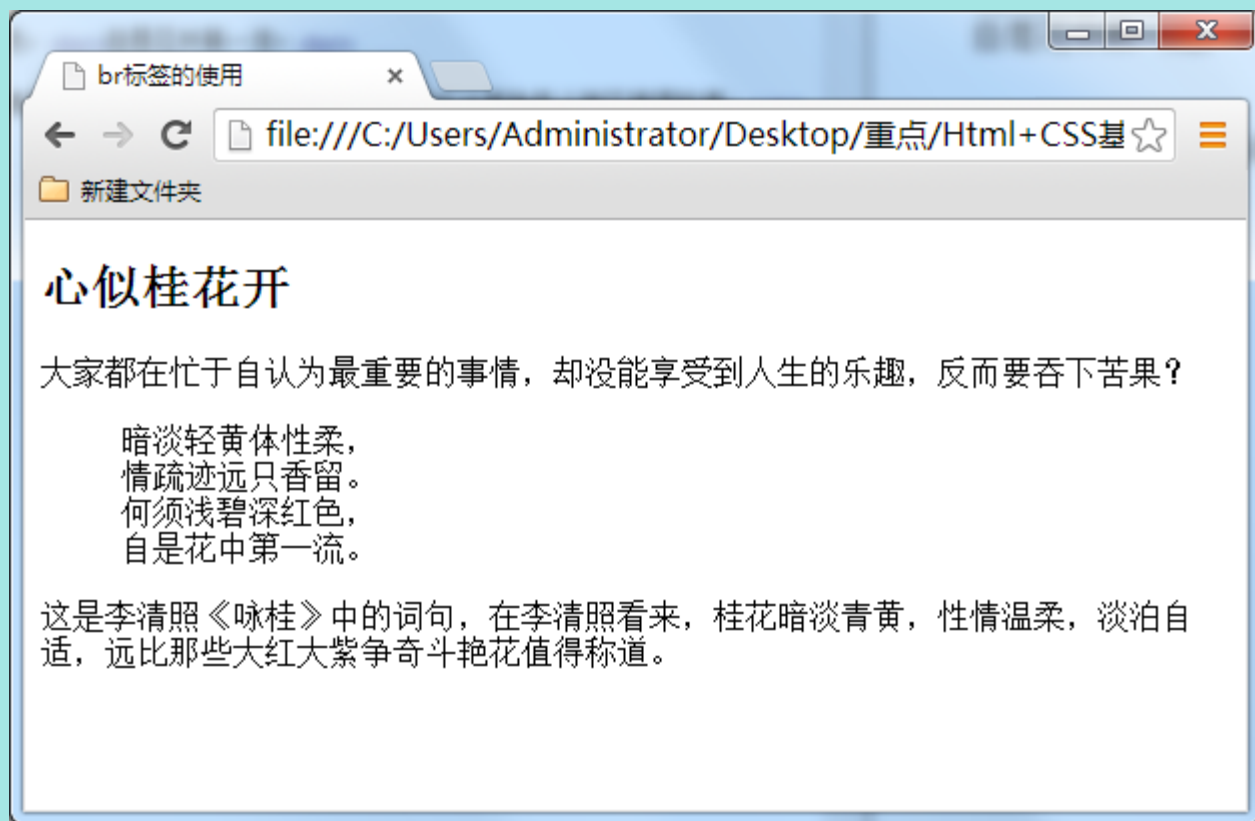 br标签的使用
file:///C:/Users/Administrator/Desktop/重点/Html+CSS基
新建文件夹
心似桂花开
大家都在忙于自认为最重要的事情，却没能享受到人生的乐趣，反而要吞下苦果？
暗淡轻黄体性柔，
情疏迹远只香留。
何须浅碧深红色，
自是花中第一流。
这是李清照《咏桂》中的词句，在李清照看来，桂花暗淡青黄，性情温柔，淡泊自
适，远比那些大红大紫争奇斗艳花值得称道。